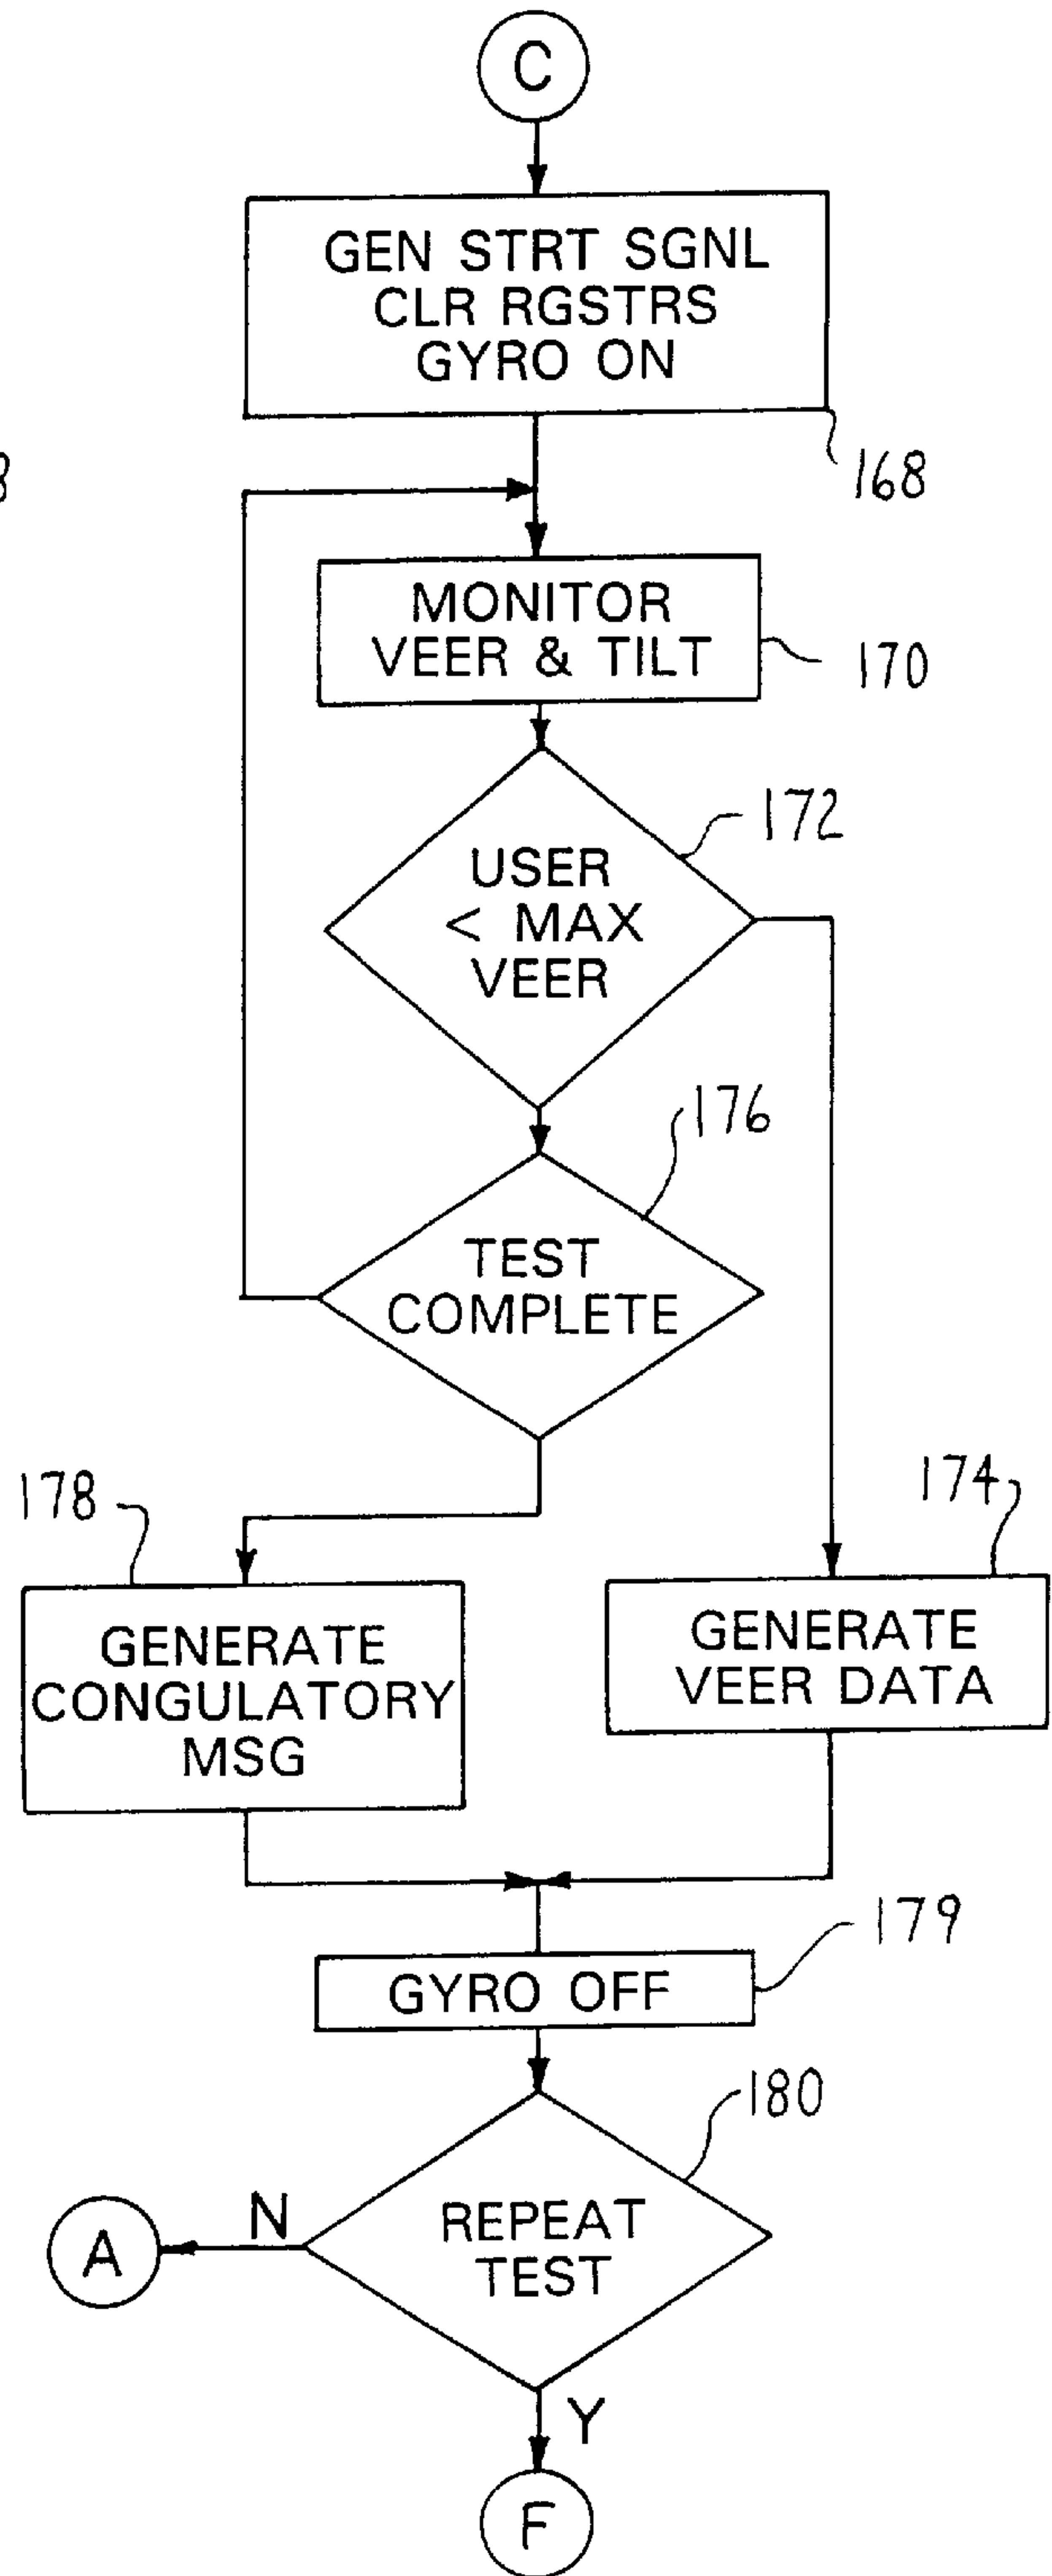 C
GEN STRT SGNL
CLR RGSTRS
GYRO ON
8
168
MONITOR
VEER & TILT
170
172
USER
< MAX
VEER
176
TEST
COMPLETE
178
174
GENERATE
CONGULATORY
MSG
GENERATE
VEER DATA
179
GYRO OFF
180
REPEAT
TEST
N
A
Y
F